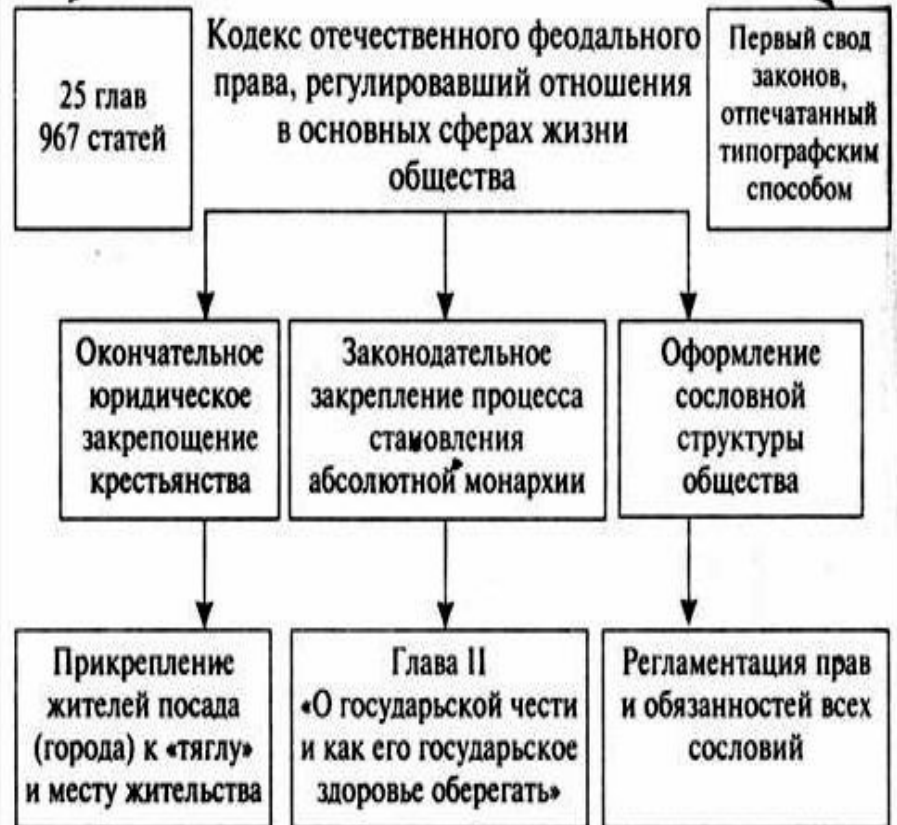 25 глав
967 статей
Кодекс отечественного феодального
права, регулировавший отношения
в основных сферах жизни
общества
Первый свод
законов,
отпечатанный
типографским
способом
Окончательное
юридическое
закрепощение
крестьянства
Законодательное
закрепление процесса
становления
абсолютной монархии
Оформление
сословной
структуры
общества
Прикрепление
жителей посада
(города) к «тяглу»
и месту жительства
Глава II
«О государьской чести
и как его государьское
здоровье оберегать»
Регламентация прав
и обязанностей всех
сословий